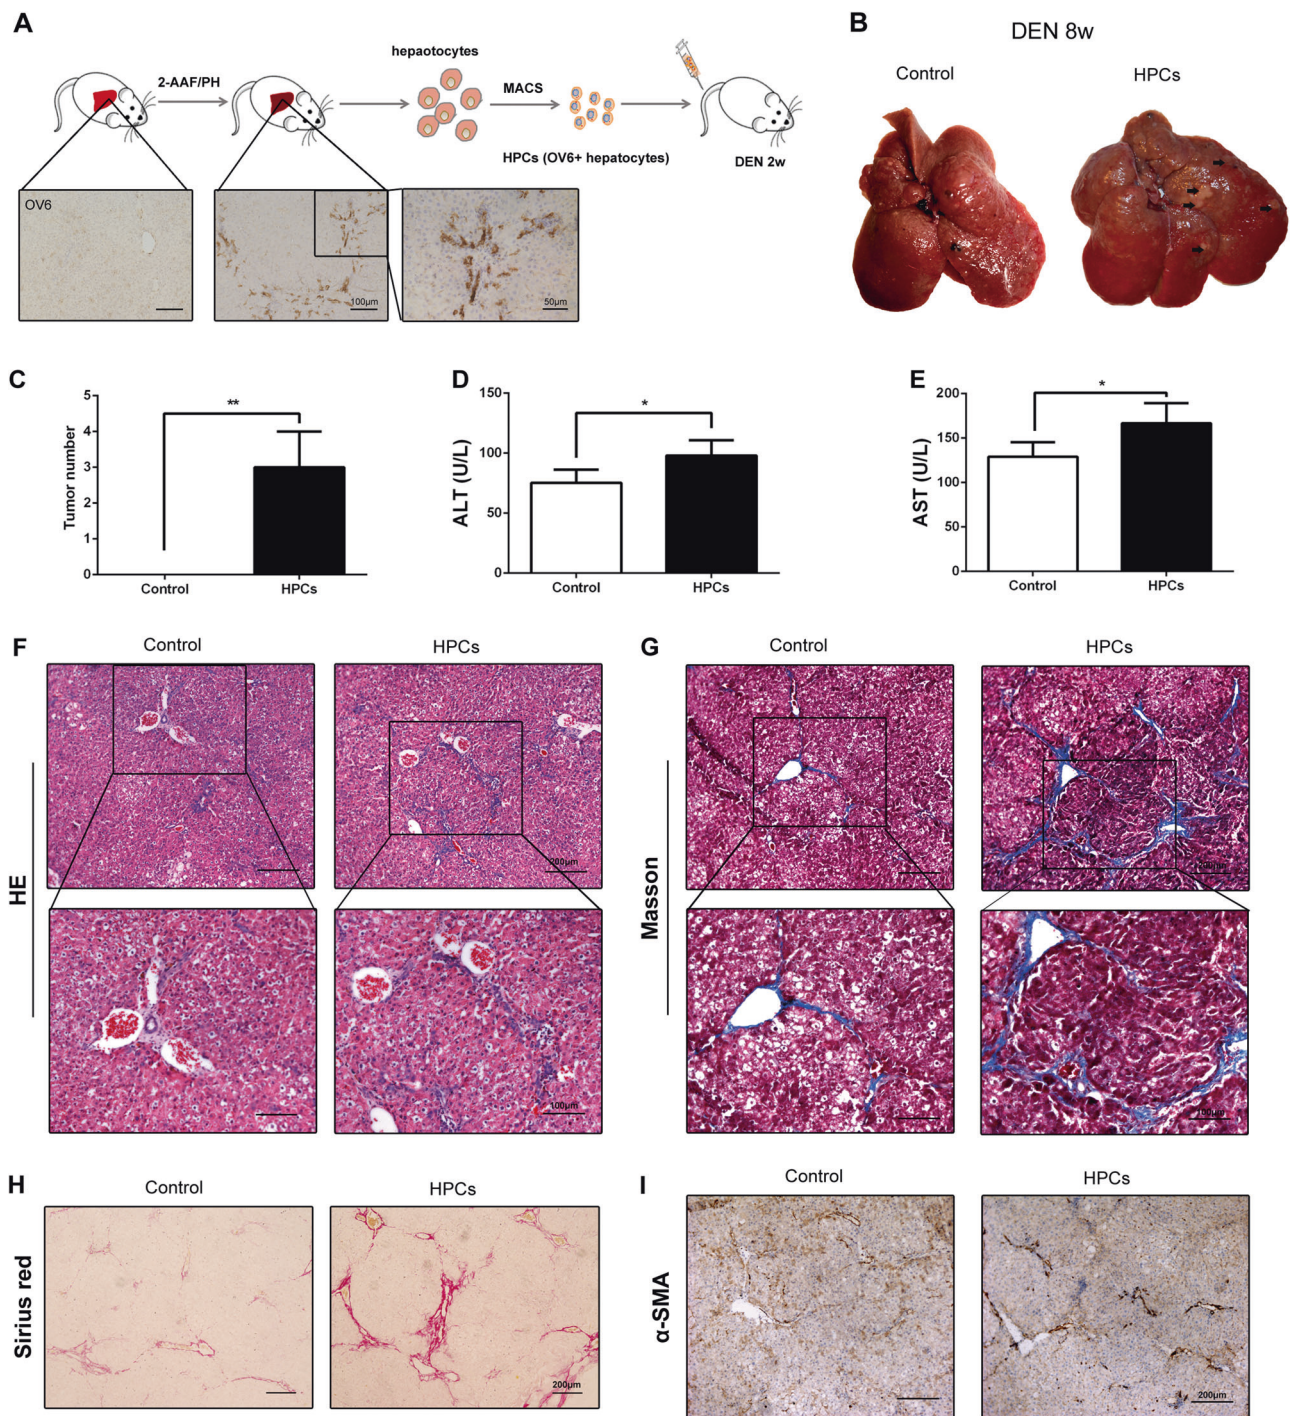 A
2-AAF/PH
hepaotocytes
MACS
HPCs (OV6+ hepatocytes)
DEN 2w
OV6
100μm
50μm
B
DEN 8w
Control
HPCs
C
Tumor number
5
4
3
2
1
0
**
Control
HPCs
D
ALT (U/L)
150
100
50
0
*
Control
HPCs
E
AST (U/L)
200
150
100
50
0
*
Control
HPCs
F
Control
HPCs
HE
200μm
100μm
G
Control
HPCs
Masson
200μm
100μm
H
Control
HPCs
Sirius red
200μm
I
Control
HPCs
α-SMA
200μm